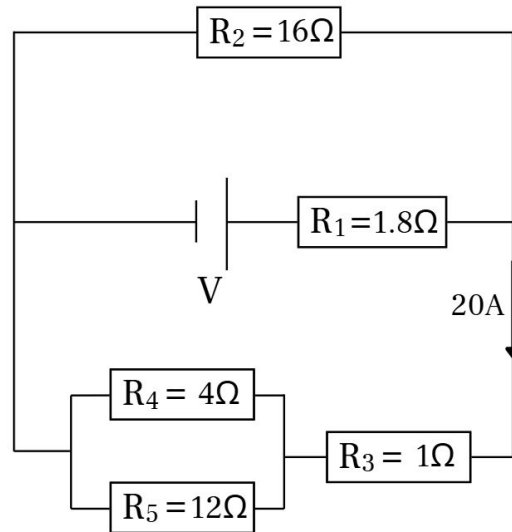 R₂ = 16Ω
R₁ = 1.8Ω
V
20A
R₄ = 4Ω
R₃ = 1Ω
R₅ = 12Ω